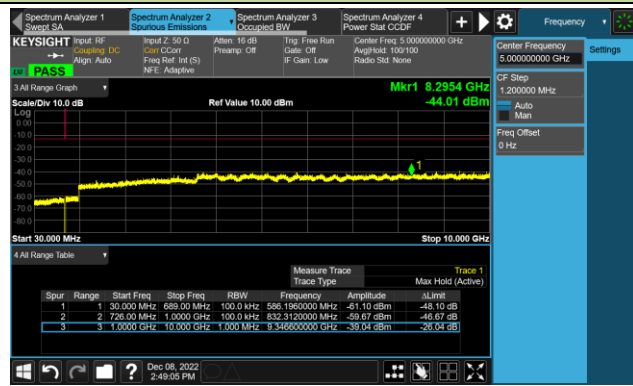 Spectrum Analyzer 1
Swept SA
Spectrum Analyzer 2
Spurious Emissions
Spectrum Analyzer 3
Occupied BW
Spectrum Analyzer 4
Power Stat CCDF
Frequency
KEYSIGHT
Input: RF
Coupling: DC
Align: Auto
Input Z: 50 Ω
Corr CCorr
Freq Ref: Int (S)
NFE: Adaptive
Atten: 16 dB
Preamp: Off
Trig: Free Run
Gate: Off
IF Gain: Low
Center Freq: 5.000000000 GHz
Avg|Hold: 100/100
Radio Std: None
LXI PASS
3 All Range Graph
Mkr1 8.2954 GHz
Scale/Div 10.0 dB
Ref Value 10.00 dBm
-44.01 dBm
Log
0.00
-10.0
-20.0
-30.0
-40.0
-50.0
-60.0
-70.0
-80.0
1
Start 30.000 MHz
Stop 10.000 GHz
4 All Range Table
Measure Trace Trace 1
Trace Type Max Hold (Active)
Spur Range Start Freq Stop Freq RBW Frequency Amplitude ΔLimit
1 1 30.000 MHz 689.00 MHz 100.0 kHz 586.1960000 MHz -61.10 dBm -48.10 dB
2 2 726.00 MHz 1.0000 GHz 100.0 kHz 832.3120000 MHz -59.67 dBm -46.67 dB
3 3 1.0000 GHz 10.000 GHz 1.000 MHz 9.346600000 GHz -39.04 dBm -26.04 dB
Center Frequency
5.000000000 GHz
Settings
CF Step
1.200000 MHz
Auto
Man
Freq Offset
0 Hz
?
Dec 08, 2022
2:49:05 PM